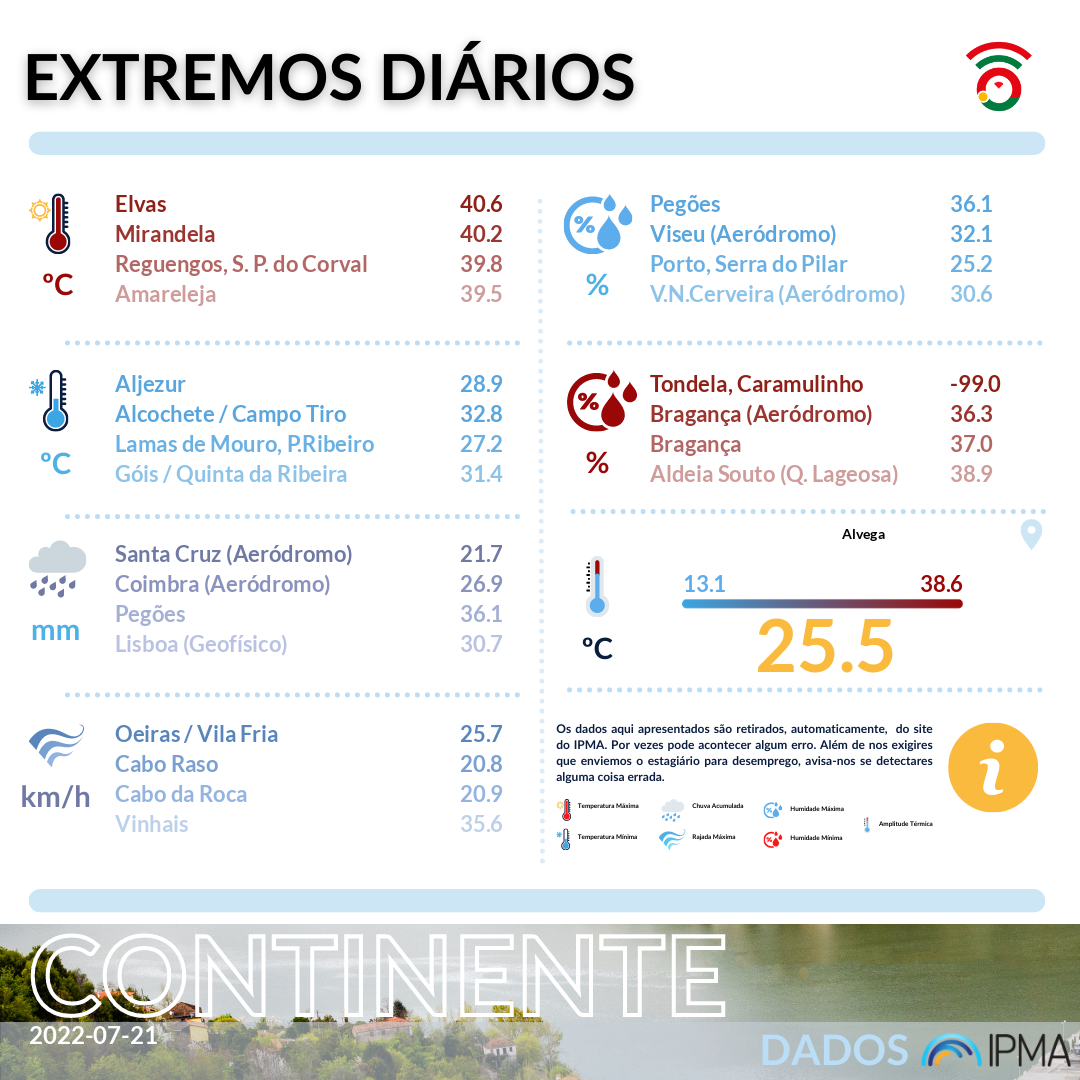 EXTREMOS DIÁRIOS
Elvas 40.6
Mirandela 40.2
Reguengos, S. P. do Corval 39.8
Amareleja 39.5
ºC
Aljezur 28.9
Alcochete / Campo Tiro 32.8
Lamas de Mouro, P.Ribeiro 27.2
Góis / Quinta da Ribeira 31.4
ºC
Santa Cruz (Aeródromo) 21.7
Coimbra (Aeródromo) 26.9
Pegões 36.1
Lisboa (Geofísico) 30.7
mm
Oeiras / Vila Fria 25.7
Cabo Raso 20.8
Cabo da Roca 20.9
Vinhais 35.6
km/h
%
Pegões 36.1
Viseu (Aeródromo) 32.1
Porto, Serra do Pilar 25.2
V.N.Cerveira (Aeródromo) 30.6
%
%
Tondela, Caramulinho -99.0
Bragança (Aeródromo) 36.3
Bragança 37.0
Aldeia Souto (Q. Lageosa) 38.9
%
Alvega
13.1 38.6
25.5
ºC
Os dados aqui apresentados são retirados, automaticamente, do site
do IPMA. Por vezes pode acontecer algum erro. Além de nos exigires
que enviemos o estagiário para desemprego, avisa-nos se detectares
alguma coisa errada.
i
Temperatura Máxima Chuva Acumulada Humidade Máxima
Amplitude Térmica
Temperatura Mínima Rajada Máxima Humidade Mínima
CONTINENTE
2022-07-21
DADOS IPMA